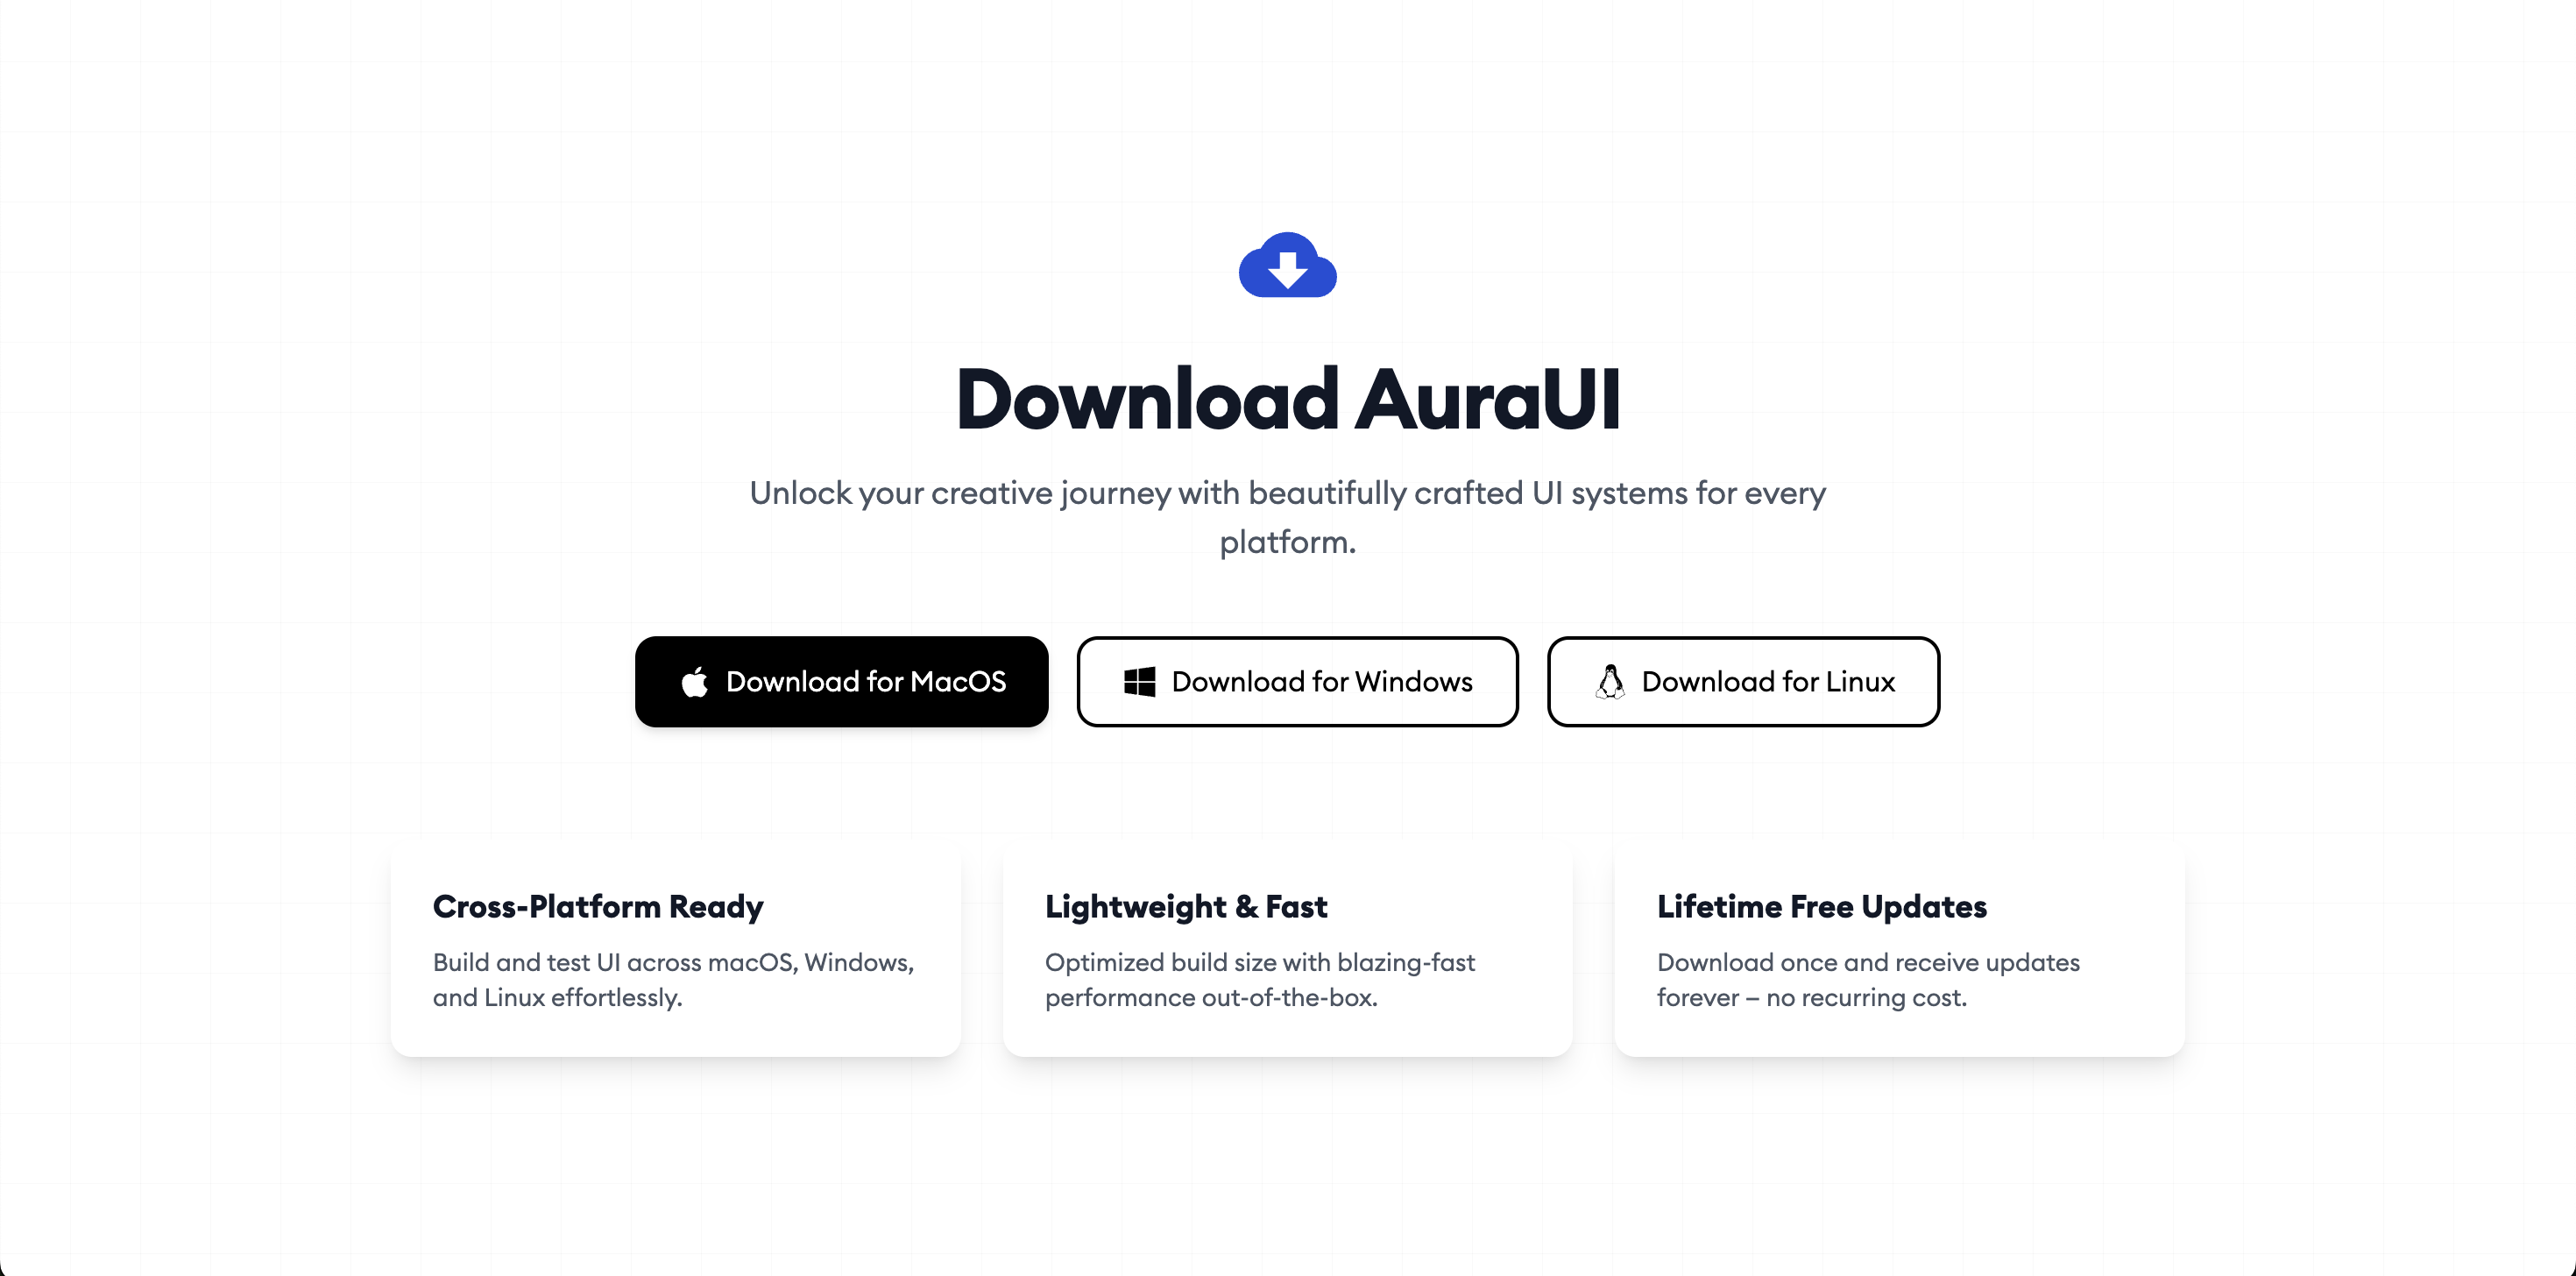 Download AuraUI
Unlock your creative journey with beautifully crafted UI systems for every
platform.
Download for MacOS
Download for Windows
Download for Linux
Cross-Platform Ready
Build and test UI across macOS, Windows,
and Linux effortlessly.
Lightweight & Fast
Optimized build size with blazing-fast
performance out-of-the-box.
Lifetime Free Updates
Download once and receive updates
forever – no recurring cost.